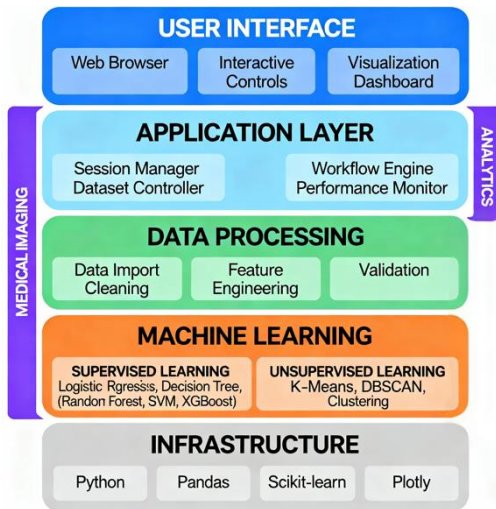 USER INTERFACE
Web Browser
Interactive
Controls
Visualization
Dashboard
MEDICAL IMAGING
ANALYTICS
APPLICATION LAYER
Session Manager
Dataset Controller
Workflow Engine
Performance Monitor
DATA PROCESSING
Data Import
Cleaning
Feature
Engineering
Validation
MACHINE LEARNING
SUPERVISED LEARNING
Logistic Decision Tree,
(Randon Forest, SVM, XGBoost)
UNSUPERVISED LEARNING
K-Means, DBSCAN,
Clustering
INFRASTRUCTURE
Python
Pandas
Scikit-learn
Plotly